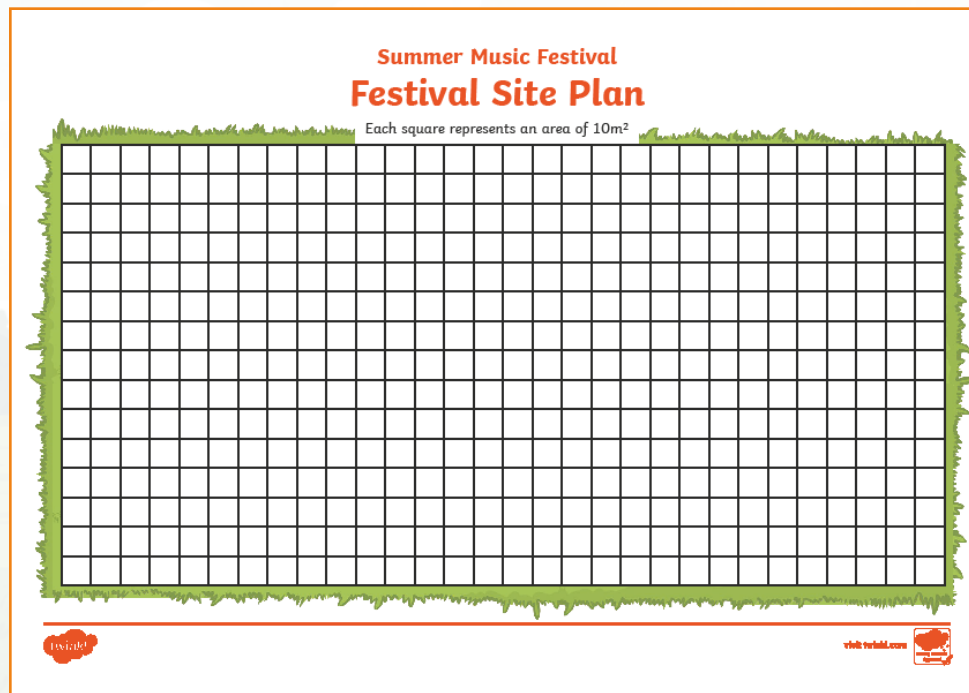 Summer Music Festival
Festival Site Plan
Each square represents an area of 10m²
twinkl
visit twinkl.com